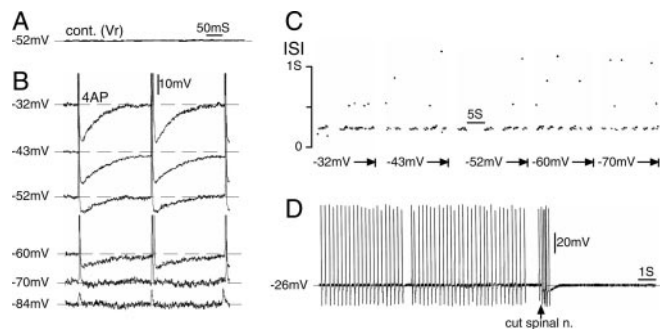 A
cont. (Vr)
50mS
-52mV
B
10mV
4AP
-32mV
-43mV
-52mV
-60mV
-70mV
-84mV
C
ISI
1S
0
5S
-32mV
-43mV
-52mV
-60mV
-70mV
D
20mV
-26mV
1S
cut spinal n.